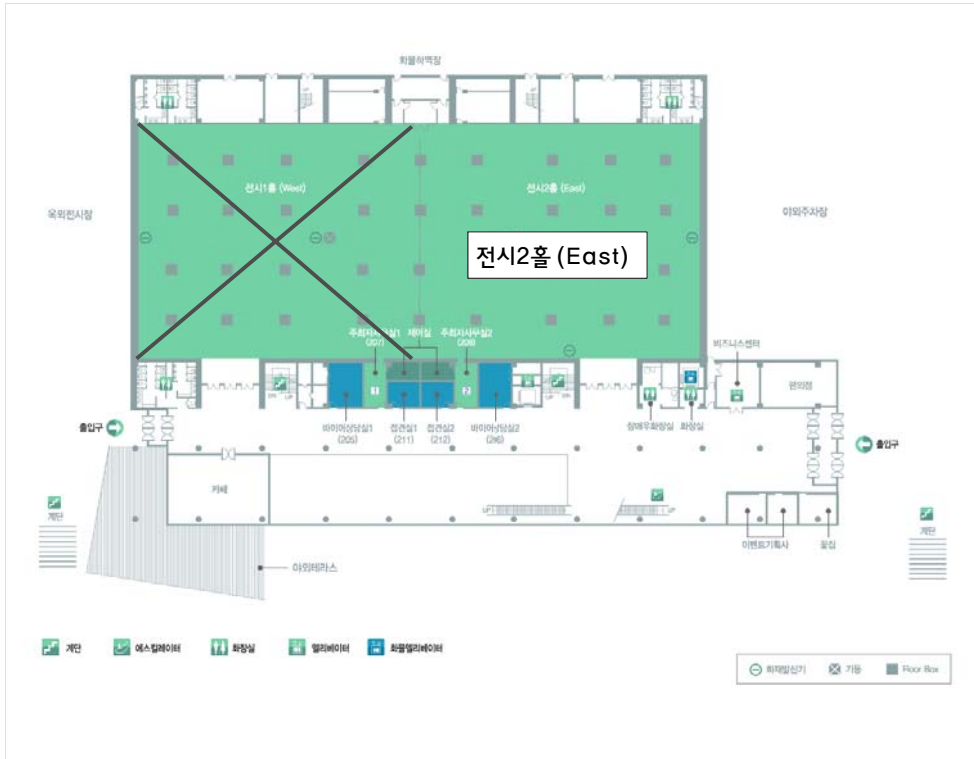 화물하역장
전시1홀 (West)
전시2홀 (East)
옥외전시장
야외주차장
전시2홀 (East)
주최자사무실1
(207)
제어실
주최자사무실2
(208)
비즈니스센터
편의점
1
2
UP
UP
바이어상담실1
(205)
접견실1
(211)
접견실2
(212)
바이어상담실2
장애우화장실
화장실
출입구
출입구
카페
계단
UP
UP
계단
이벤트기획사
꽃집
야외테라스
계단
에스컬레이터
화장실
엘리베이터
화물엘리베이터
화재발신기
기둥
Floor Box